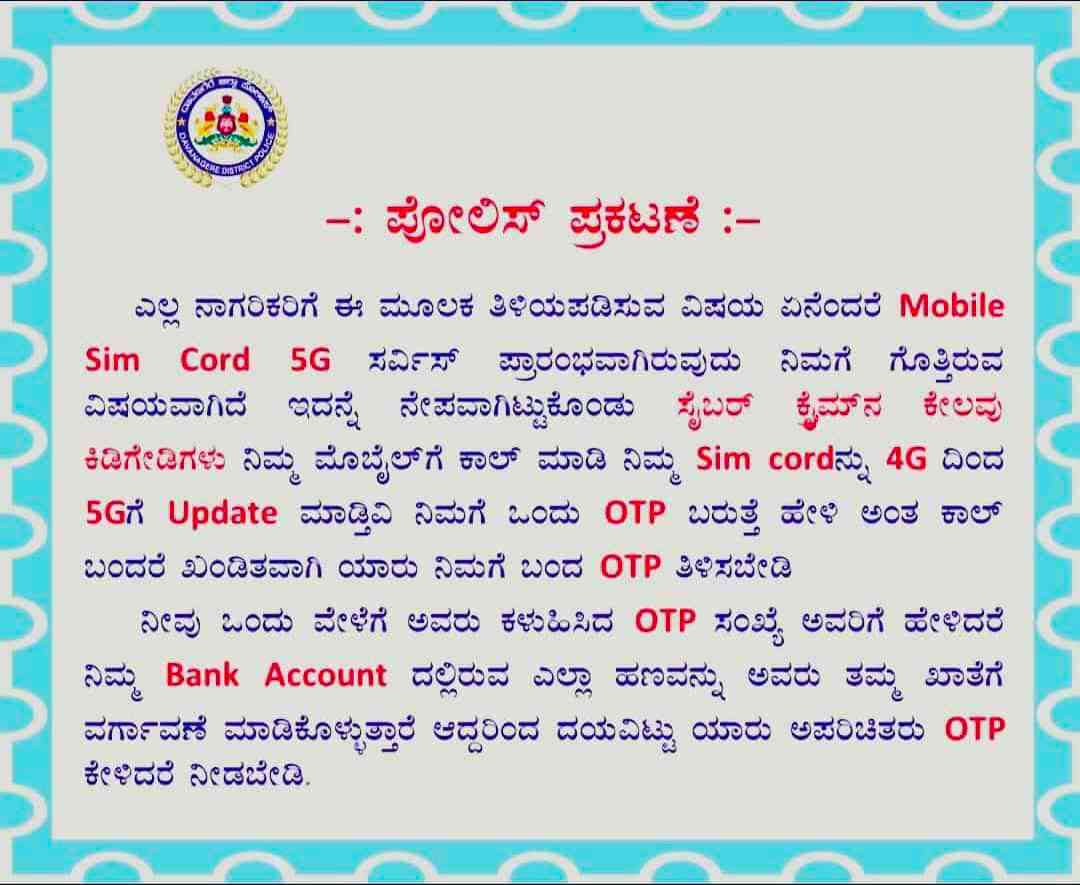 ದಾವಣಗೆರೆ ಜಿಲ್ಲಾ ಪೊಲೀಸ್
DAVANAGERE DISTRICT POLICE
–: ಪೋಲಿಸ್ ಪ್ರಕಟಣೆ :–
ಎಲ್ಲ ನಾಗರಿಕರಿಗೆ ಈ ಮೂಲಕ ತಿಳಿಯಪಡಿಸುವ ವಿಷಯ ಏನೆಂದರೆ Mobile
Sim Cord 5G ಸರ್ವಿಸ್ ಪ್ರಾರಂಭವಾಗಿರುವುದು ನಿಮಗೆ ಗೊತ್ತಿರುವ
ವಿಷಯವಾಗಿದೆ ಇದನ್ನೆ ನೇಪವಾಗಿಟ್ಟುಕೊಂಡು ಸೈಬರ್ ಕ್ರೈಮ್‌ನ ಕೇಲವು
ಕಿಡಿಗೇಡಿಗಳು ನಿಮ್ಮ ಮೊಬೈಲ್‌ಗೆ ಕಾಲ್ ಮಾಡಿ ನಿಮ್ಮ Sim cordನ್ನು 4G ದಿಂದ
5Gಗೆ Update ಮಾಡ್ತಿವಿ ನಿಮಗೆ ಒಂದು OTP ಬರುತ್ತೆ ಹೇಳಿ ಅಂತ ಕಾಲ್
ಬಂದರೆ ಖಂಡಿತವಾಗಿ ಯಾರು ನಿಮಗೆ ಬಂದ OTP ತಿಳಿಸಬೇಡಿ
ನೀವು ಒಂದು ವೇಳೆಗೆ ಅವರು ಕಳುಹಿಸಿದ OTP ಸಂಖ್ಯೆ ಅವರಿಗೆ ಹೇಳಿದರೆ
ನಿಮ್ಮ Bank Account ದಲ್ಲಿರುವ ಎಲ್ಲಾ ಹಣವನ್ನು ಅವರು ತಮ್ಮ ಖಾತೆಗೆ
ವರ್ಗಾವಣೆ ಮಾಡಿಕೊಳ್ಳುತ್ತಾರೆ ಆದ್ದರಿಂದ ದಯವಿಟ್ಟು ಯಾರು ಅಪರಿಚಿತರು OTP
ಕೇಳಿದರೆ ನೀಡಬೇಡಿ.